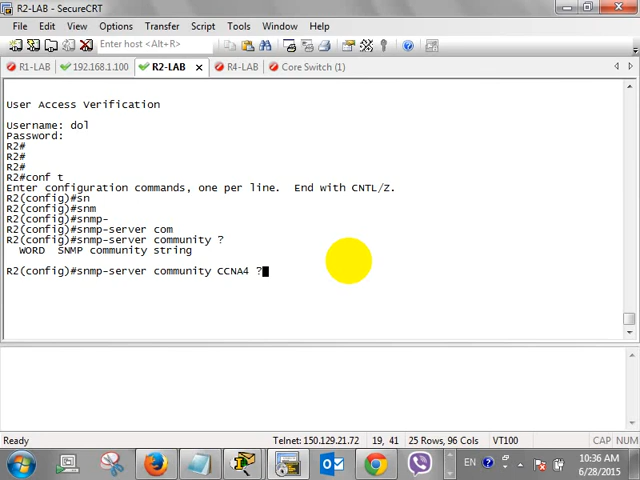 R2-LAB - SecureCRT
File Edit View Options Transfer Script Tools Window Help
Enter host <Alt+R>
R1-LAB 192.168.1.100 R2-LAB R4-LAB Core Switch (1)
User Access Verification
Username: dol
Password:
R2#
R2#
R2#
R2#conf t
Enter configuration commands, one per line.  End with CNTL/Z.
R2(config)#sn
R2(config)#snm
R2(config)#snmp-
R2(config)#snmp-server com
R2(config)#snmp-server community ?
WORD  SNMP community string
R2(config)#snmp-server community CCNA4 ?
Ready Telnet: 150.129.21.72 19, 41 25 Rows, 96 Cols VT100 CAP NUM
EN 10:36 AM
6/28/2015